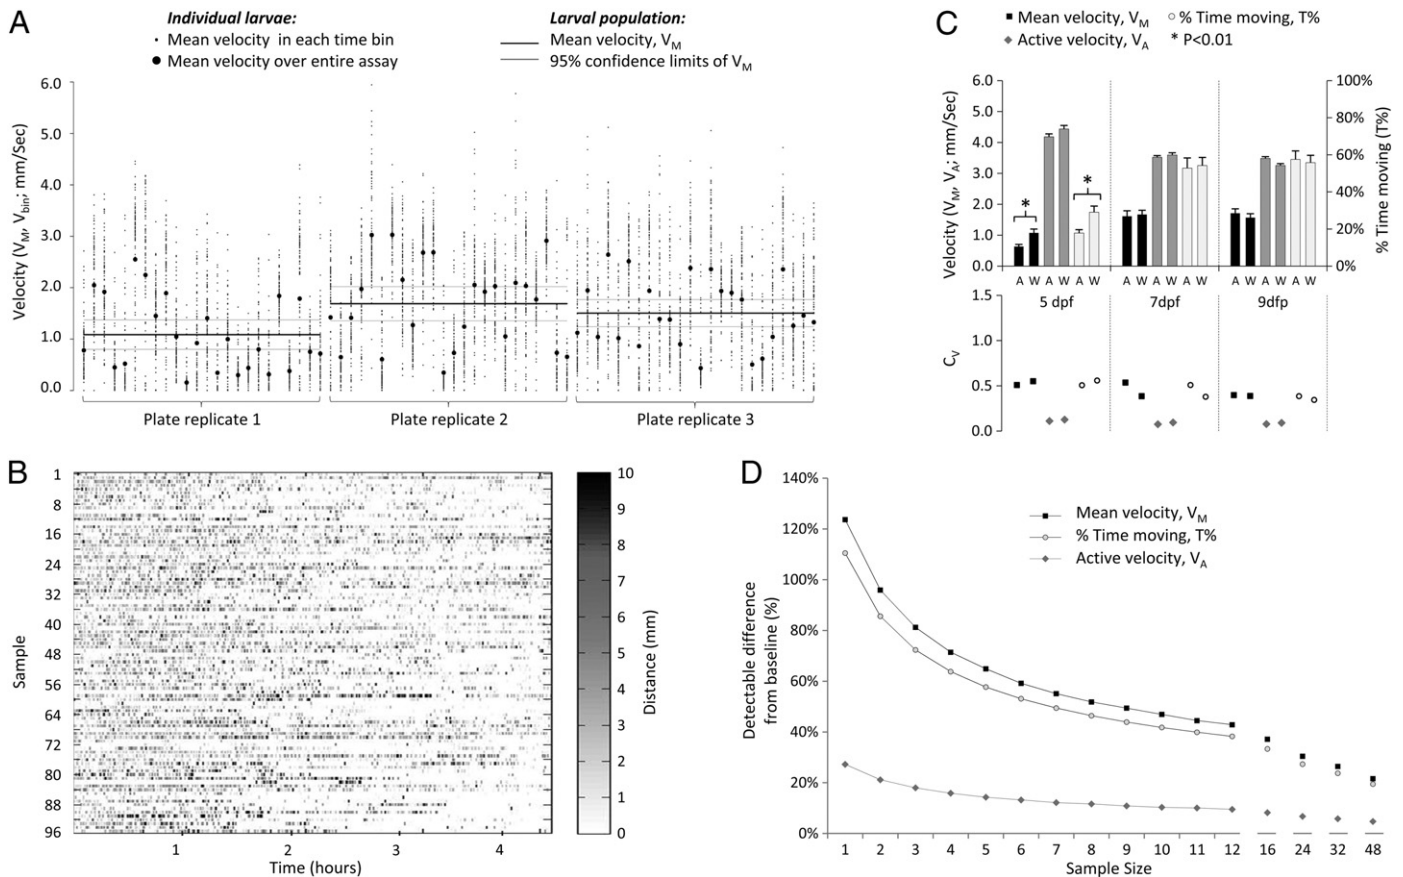 A
Individual larvae:
Mean velocity in each time bin
Mean velocity over entire assay
Larval population:
Mean velocity, VM
95% confidence limits of VM
Velocity (VM, Vbin; mm/Sec)
6.0
5.0
4.0
3.0
2.0
1.0
0.0
Plate replicate 1
Plate replicate 2
Plate replicate 3
B
Sample
1
8
16
24
32
40
48
56
64
72
80
88
96
1 2 3 4
Time (hours)
10
9
8
7
6
5
4
3
2
1
0
Distance (mm)
C
Mean velocity, VM
% Time moving, T%
Active velocity, VA
* P<0.01
Velocity (VM, VA; mm/Sec)
6.0
5.0
4.0
3.0
2.0
1.0
0.0
100%
80%
60%
40%
20%
0%
% Time moving (T%)
*
*
A W A W A W
A W A W A W
A W A W A W
5 dpf
7dpf
9dfp
CV
1.5
1.0
0.5
0.0
D
Mean velocity, VM
% Time moving, T%
Active velocity, VA
Detectable difference
from baseline (%)
140%
120%
100%
80%
60%
40%
20%
0%
1 2 3 4 5 6 7 8 9 10 11 12 16 24 32 48
Sample Size